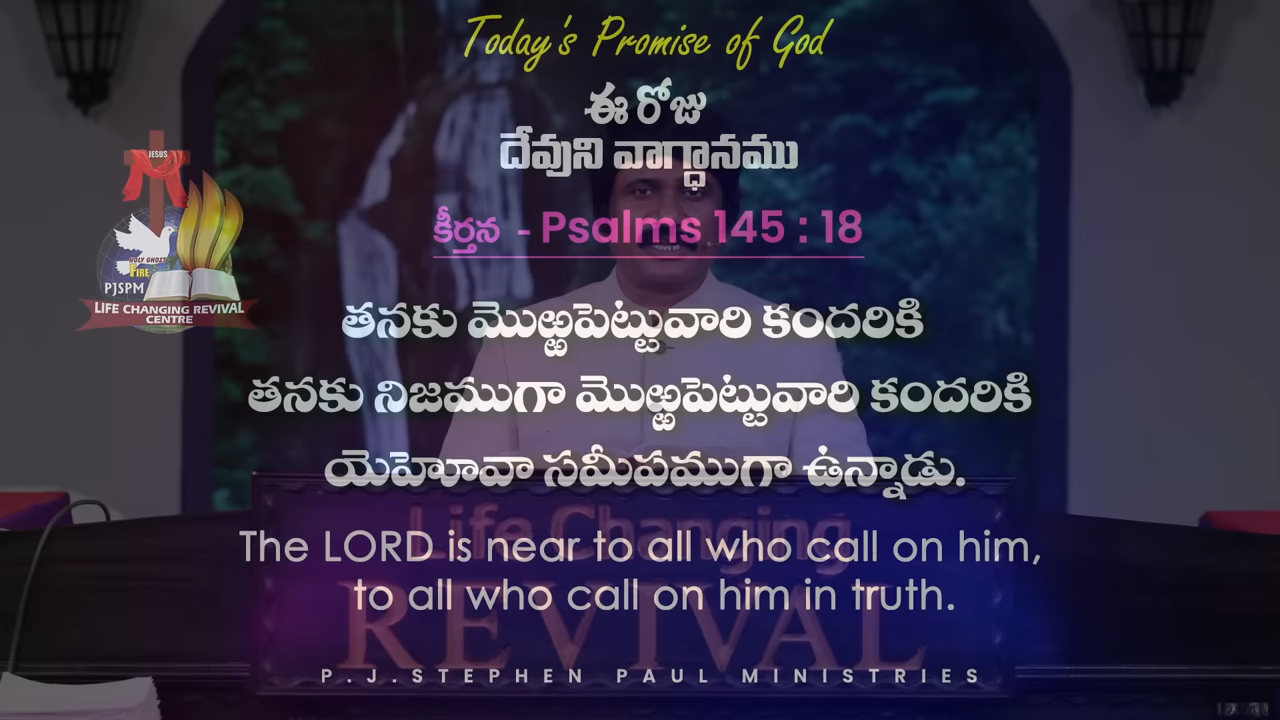 Today's Promise of God
ఈ రోజు
దేవుని వాగ్ధానము
కీర్తన - Psalms 145 : 18
JESUS
HOLY GHOST
FIRE
PJSPM
LIFE CHANGING REVIVAL
CENTRE
తనకు మొఱ్ఱపెట్టువారి కందరికి
తనకు నిజముగా మొఱ్ఱపెట్టువారి కందరికి
యెహోవా సమీపముగా ఉన్నాడు.
The LORD is near to all who call on him,
to all who call on him in truth.
Life Changing
REVIVAL
P.J.STEPHEN PAUL MINISTRIES